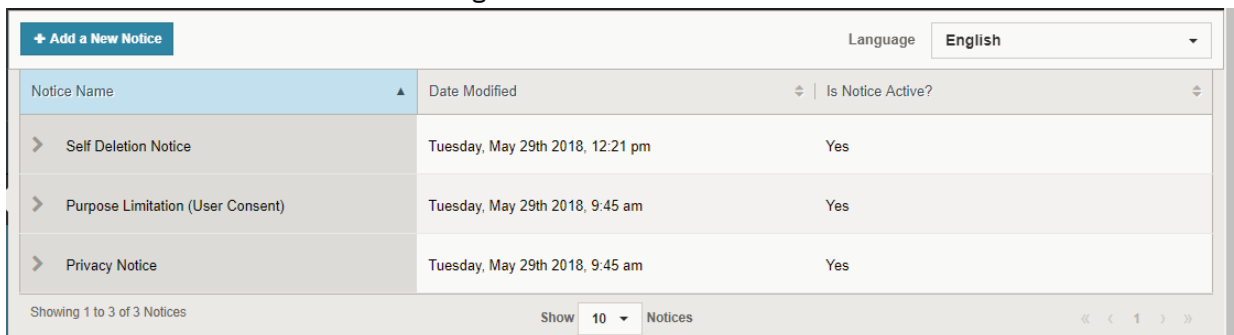 + Add a New Notice Language English
Notice Name Date Modified Is Notice Active?
Self Deletion Notice Tuesday, May 29th 2018, 12:21 pm Yes
Purpose Limitation (User Consent) Tuesday, May 29th 2018, 9:45 am Yes
Privacy Notice Tuesday, May 29th 2018, 9:45 am Yes
Showing 1 to 3 of 3 Notices Show 10 Notices « ‹ 1 › »